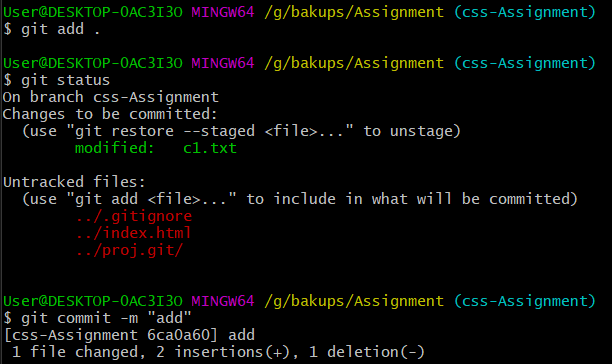 User@DESKTOP-OAC3I3O MINGW64 /g/bakups/Assignment (css-Assignment)
$ git add .
User@DESKTOP-OAC3I3O MINGW64 /g/bakups/Assignment (css-Assignment)
$ git status
On branch css-Assignment
Changes to be committed:
  (use "git restore --staged <file>..." to unstage)
        modified:   c1.txt
Untracked files:
  (use "git add <file>..." to include in what will be committed)
        ../.gitignore
        ../index.html
        ../proj.git/
User@DESKTOP-OAC3I3O MINGW64 /g/bakups/Assignment (css-Assignment)
$ git commit -m "add"
[css-Assignment 6ca0a60] add
 1 file changed, 2 insertions(+), 1 deletion(-)